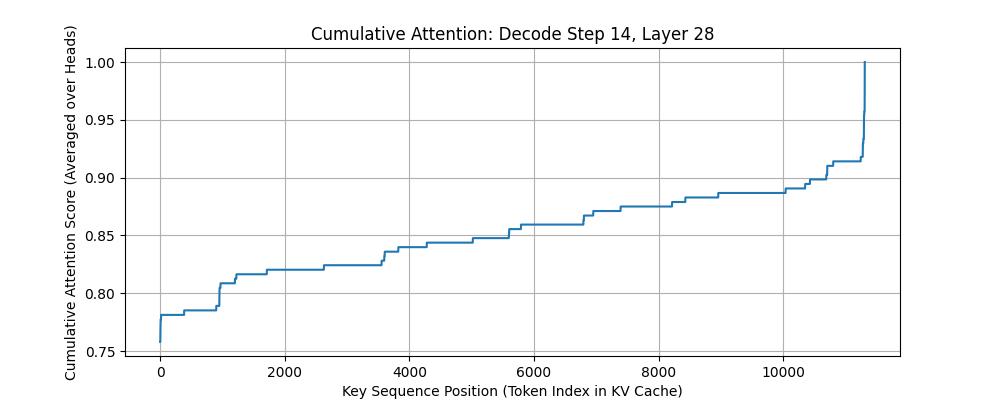 Cumulative Attention: Decode Step 14, Layer 28
Cumulative Attention Score (Averaged over Heads)
1.00
0.95
0.90
0.85
0.80
0.75
0 2000 4000 6000 8000 10000
Key Sequence Position (Token Index in KV Cache)